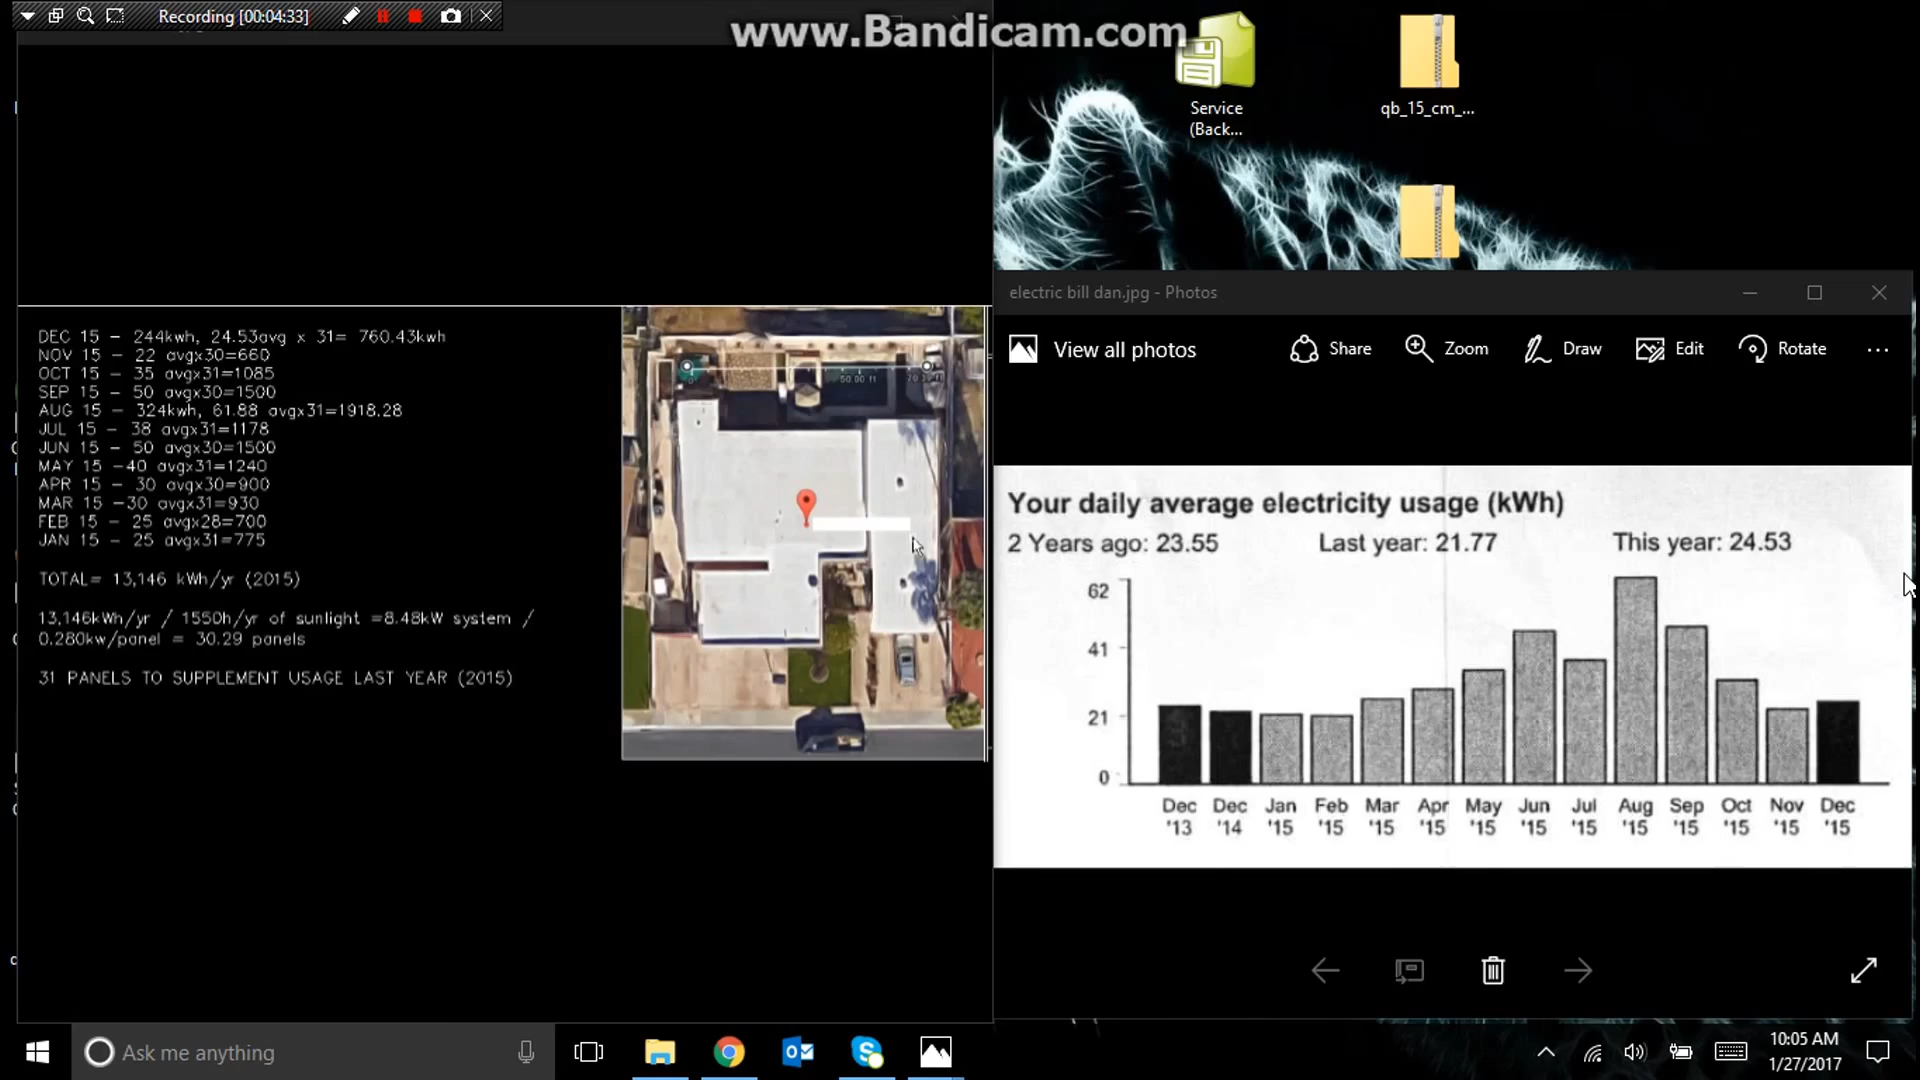 Recording [00:04:33]
www.Bandicam.com
Service
(Back...
qb_15_cm_...
DEC 15 - 244kwh, 24.53avg x 31= 760.43kwh
NOV 15 - 22 avgx30=660
OCT 15 - 35 avgx31=1085
SEP 15 - 50 avgx30=1500
AUG 15 - 324kwh, 61.88 avgx31=1918.28
JUL 15 - 38 avgx31=1178
JUN 15 - 50 avgx30=1500
MAY 15 -40 avgx31=1240
APR 15 - 30 avgx30=900
MAR 15 -30 avgx31=930
FEB 15 - 25 avgx28=700
JAN 15 - 25 avgx31=775
TOTAL= 13,146 kWh/yr (2015)
13,146kWh/yr / 1550h/yr of sunlight =8.48kW system /
0.280kw/panel = 30.29 panels
31 PANELS TO SUPPLEMENT USAGE LAST YEAR (2015)
50.00 ft
electric bill dan.jpg - Photos
View all photos
Share
Zoom
Draw
Edit
Rotate
Your daily average electricity usage (kWh)
2 Years ago: 23.55 Last year: 21.77 This year: 24.53
62
41
21
0
Dec Dec Jan Feb Mar Apr May Jun Jul Aug Sep Oct Nov Dec
'13 '14 '15 '15 '15 '15 '15 '15 '15 '15 '15 '15 '15 '15
Ask me anything
10:05 AM
1/27/2017